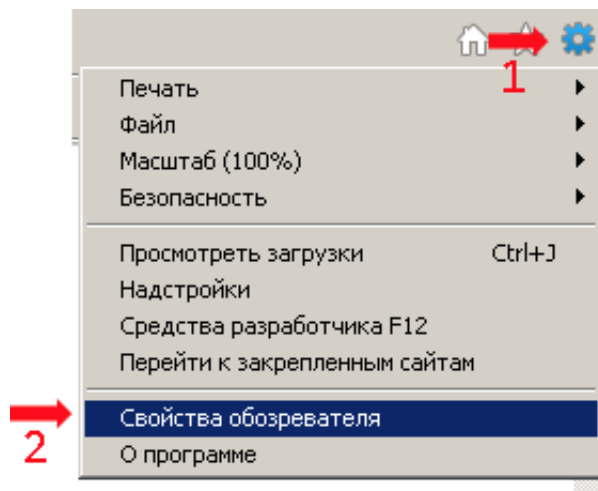 1
Печать
Файл
Масштаб (100%)
Безопасность
Просмотреть загрузки Ctrl+J
Надстройки
Средства разработчика F12
Перейти к закрепленным сайтам
Свойства обозревателя
2
О программе